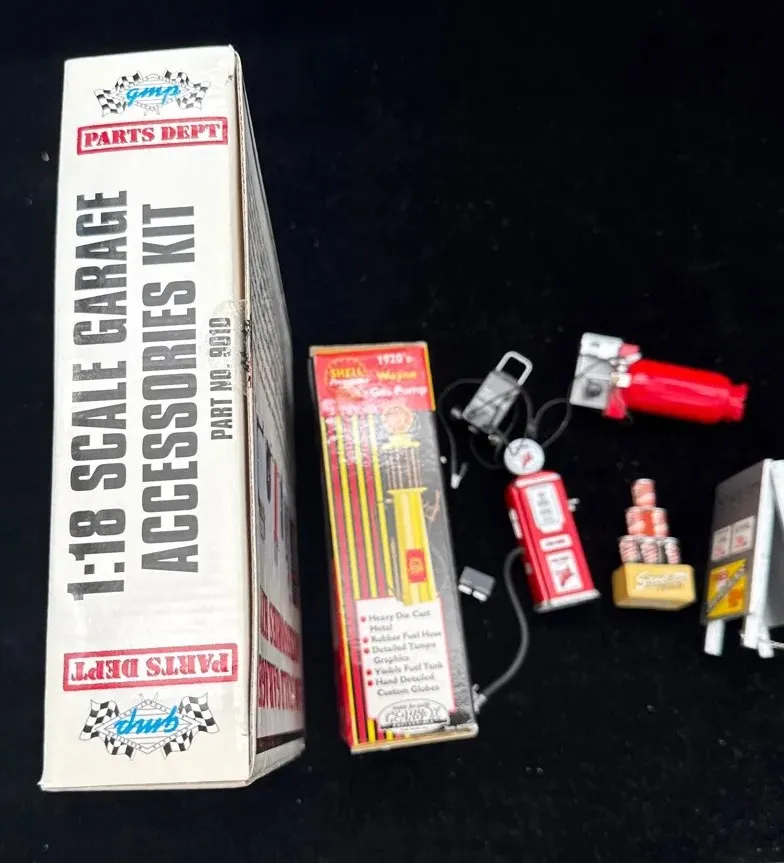 gmp
PARTS DEPT
1:18 SCALE GARAGE
ACCESSORIES KIT
PART NO. 9010
PARTS DEPT
gmp
SHELL
1920's
Wayne
Gas Pump
Heavy Die Cast
Metal
Rubber Fuel Hose
Detailed Tampo
Graphics
Visible Fuel Tank
Hand Detailed
Custom Globes